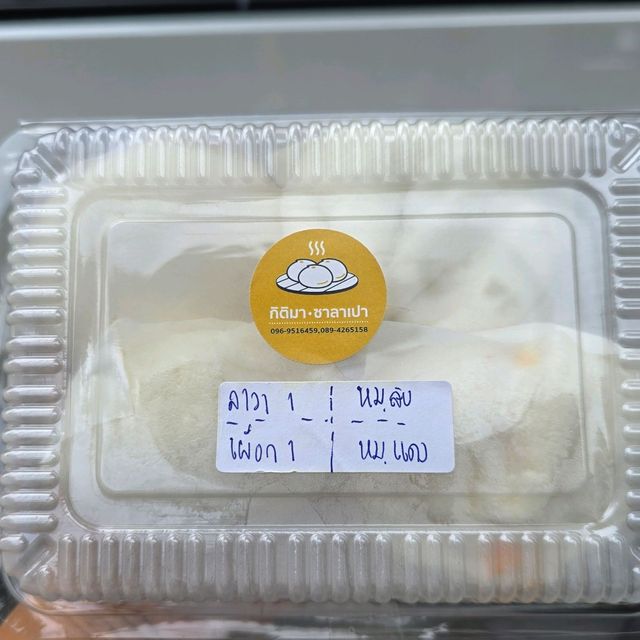 กิติมา•ซาลาเปา
096-9516459,089-4265158
ลาวา 1 | หมูสับ
เผือก 1 | หมูแดง